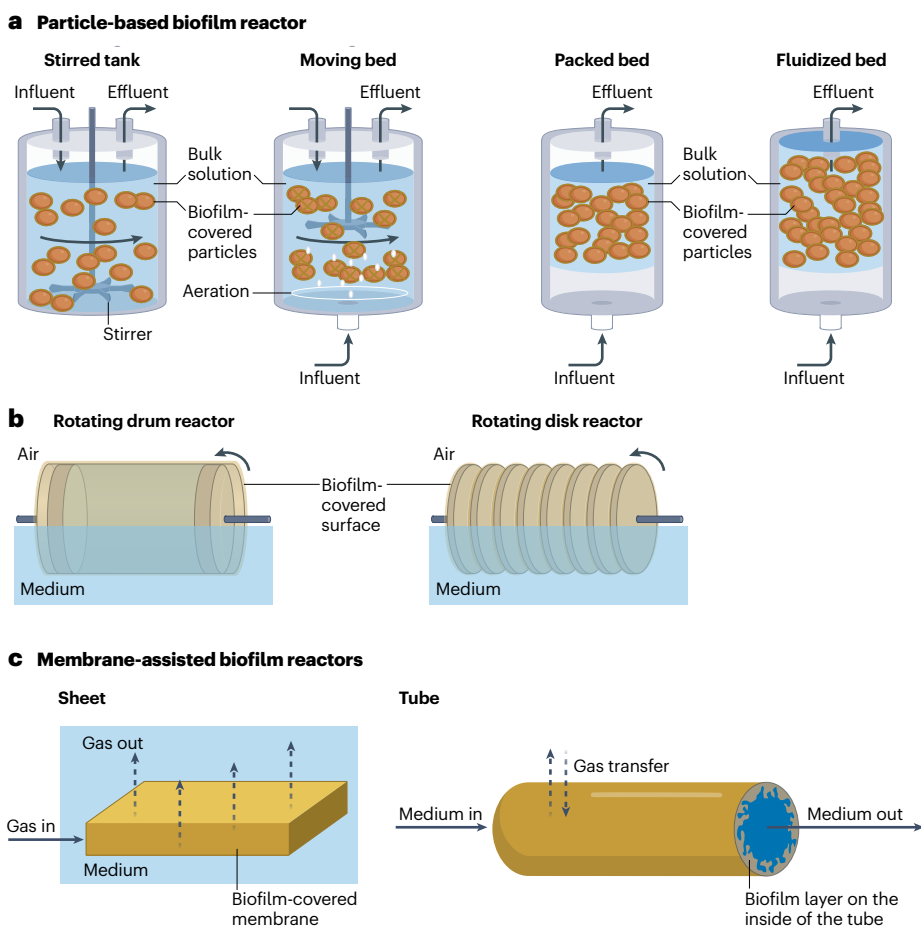 a Particle-based biofilm reactor
Stirred tank
Moving bed
Packed bed
Fluidized bed
Influent
Effluent
Effluent
Effluent
Effluent
Bulk
solution
Bulk
solution
Biofilm-
covered
particles
Biofilm-
covered
particles
Aeration
Stirrer
Influent
Influent
Influent
b Rotating drum reactor
Rotating disk reactor
Air
Air
Biofilm-
covered
surface
Medium
Medium
c Membrane-assisted biofilm reactors
Sheet
Tube
Gas out
Gas transfer
Gas in
Medium in
Medium out
Medium
Biofilm-covered
membrane
Biofilm layer on the
inside of the tube